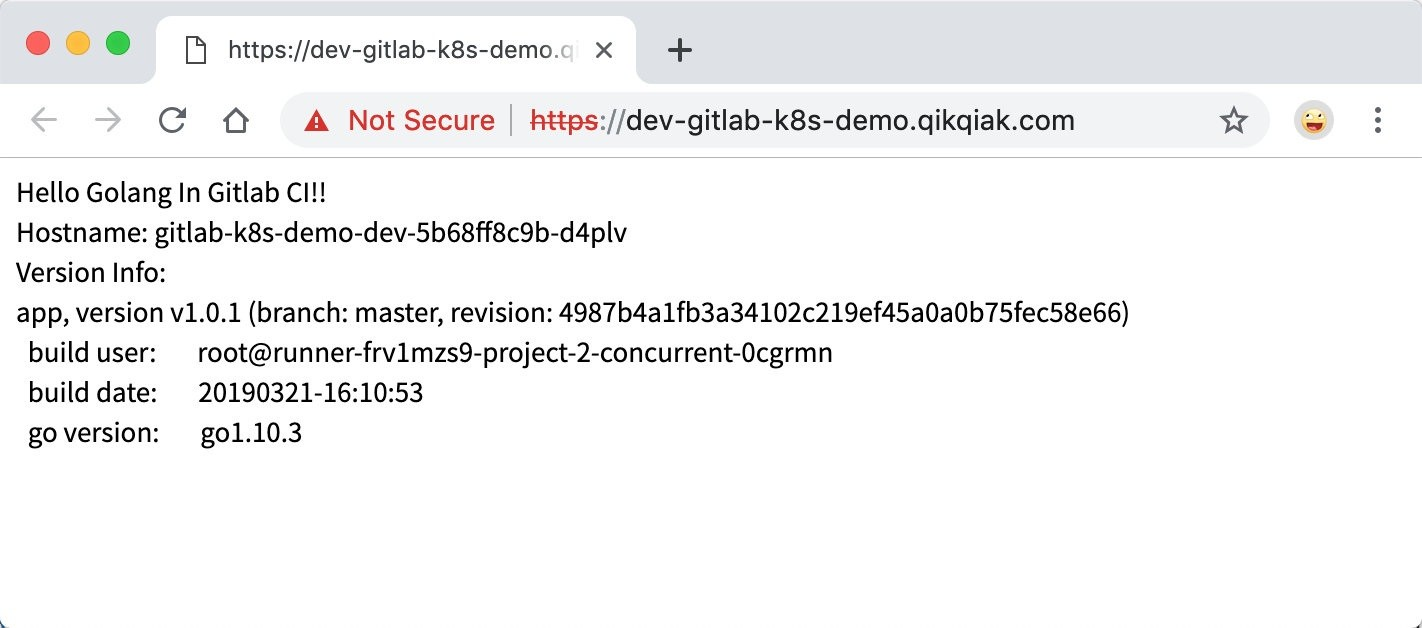 https://dev-gitlab-k8s-demo.qi
Not Secure | https://dev-gitlab-k8s-demo.qikqiak.com
Hello Golang In Gitlab CI!!
Hostname: gitlab-k8s-demo-dev-5b68ff8c9b-d4plv
Version Info:
app, version v1.0.1 (branch: master, revision: 4987b4a1fb3a34102c219ef45a0a0b75fec58e66)
build user: root@runner-frv1mzs9-project-2-concurrent-0cgrmn
build date: 20190321-16:10:53
go version: go1.10.3